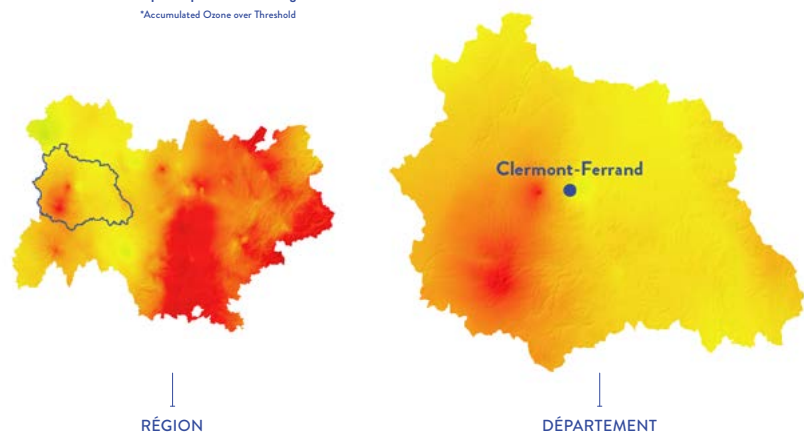 *Accumulated Ozone over Threshold
Clermont-Ferrand
RÉGION
DÉPARTEMENT